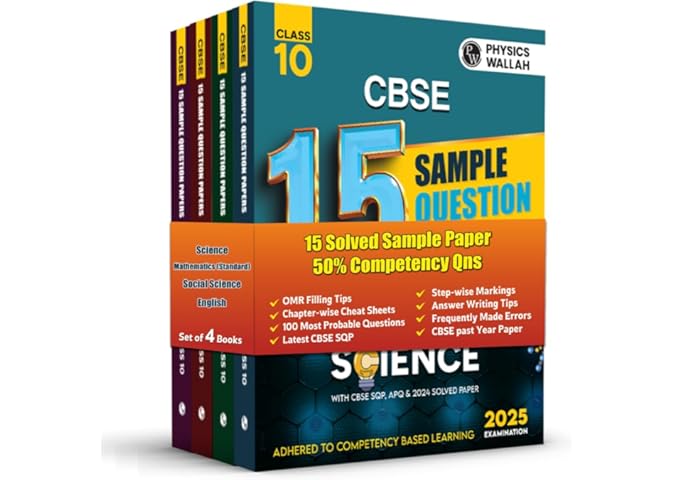 CBSE
15 SAMPLE QUESTION PAPERS
CBSE
15 SAMPLE QUESTION PAPERS
CBSE
15 SAMPLE QUESTION PAPERS
CBSE
15 SAMPLE QUESTION PAPERS
CLASS
10
PW
PHYSICS
WALLAH
CBSE
15
SAMPLE
QUESTION
Science
Mathematics (Standard)
Social Science
English
Set of 4 Books
15 Solved Sample Paper
50% Competency Qns
✓ OMR Filling Tips
✓ Chapter-wise Cheat Sheets
✓ 100 Most Probable Questions
✓ Latest CBSE SQP
✓ Step-wise Markings
✓ Answer Writing Tips
✓ Frequently Made Errors
✓ CBSE past Year Paper
SCIENCE
WITH CBSE SQP, APQ & 2024 SOLVED PAPER
2025
EXAMINATION
ADHERED TO COMPETENCY BASED LEARNING
10
10
10
10